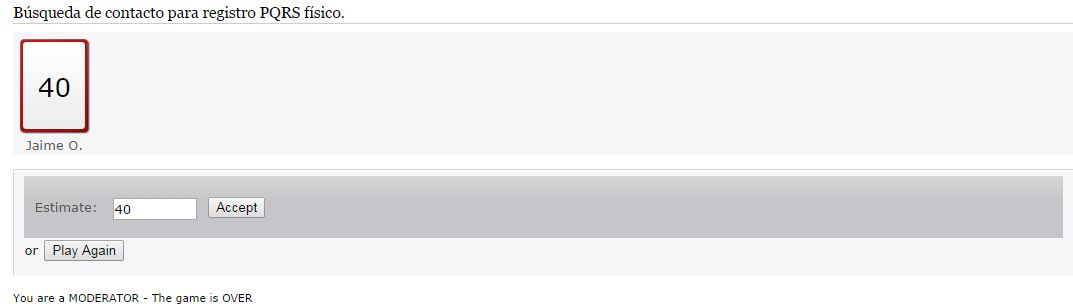 Búsqueda de contacto para registro PQRS físico.
40
Jaime O.
Estimate: 40 Accept
or Play Again
You are a MODERATOR - The game is OVER